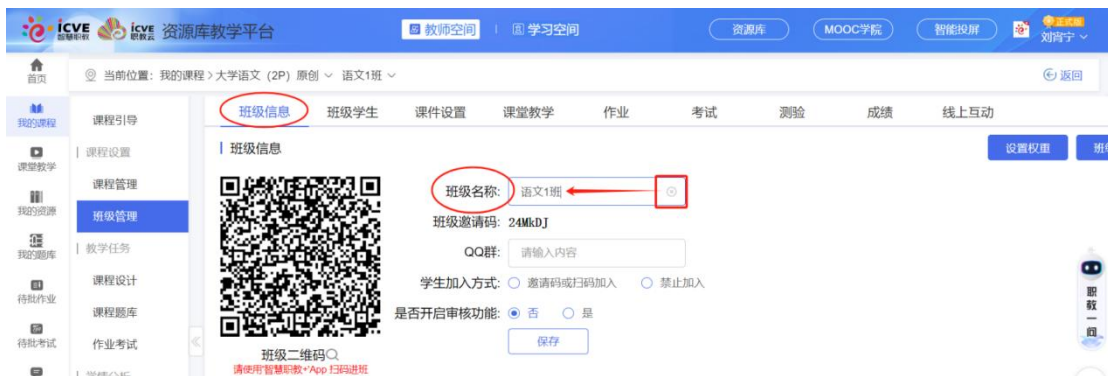 icve 智慧职教 icve 职教云 资源库教学平台 教师空间 学习空间 资源库 MOOC学院 智能投屏 正式版 刘宵宁
首页
当前位置：我的课程 > 大学语文（2P）原创 语文1班 返回
我的课程
课堂教学
我的资源
我的题库
待批作业
待批考试
课程引导
课程设置
课程管理
班级管理
教学任务
课程设计
课程题库
作业考试
班级信息 班级学生 课件设置 课堂教学 作业 考试 测验 成绩 线上互动
班级信息 设置权重
班级名称: 语文1班
班级邀请码: 24MkDJ
QQ群: 请输入内容
学生加入方式: 邀请码或扫码加入 禁止加入
是否开启审核功能: 否 是
保存
班级二维码
请使用'智慧职教+'App 扫码进班
职教一问